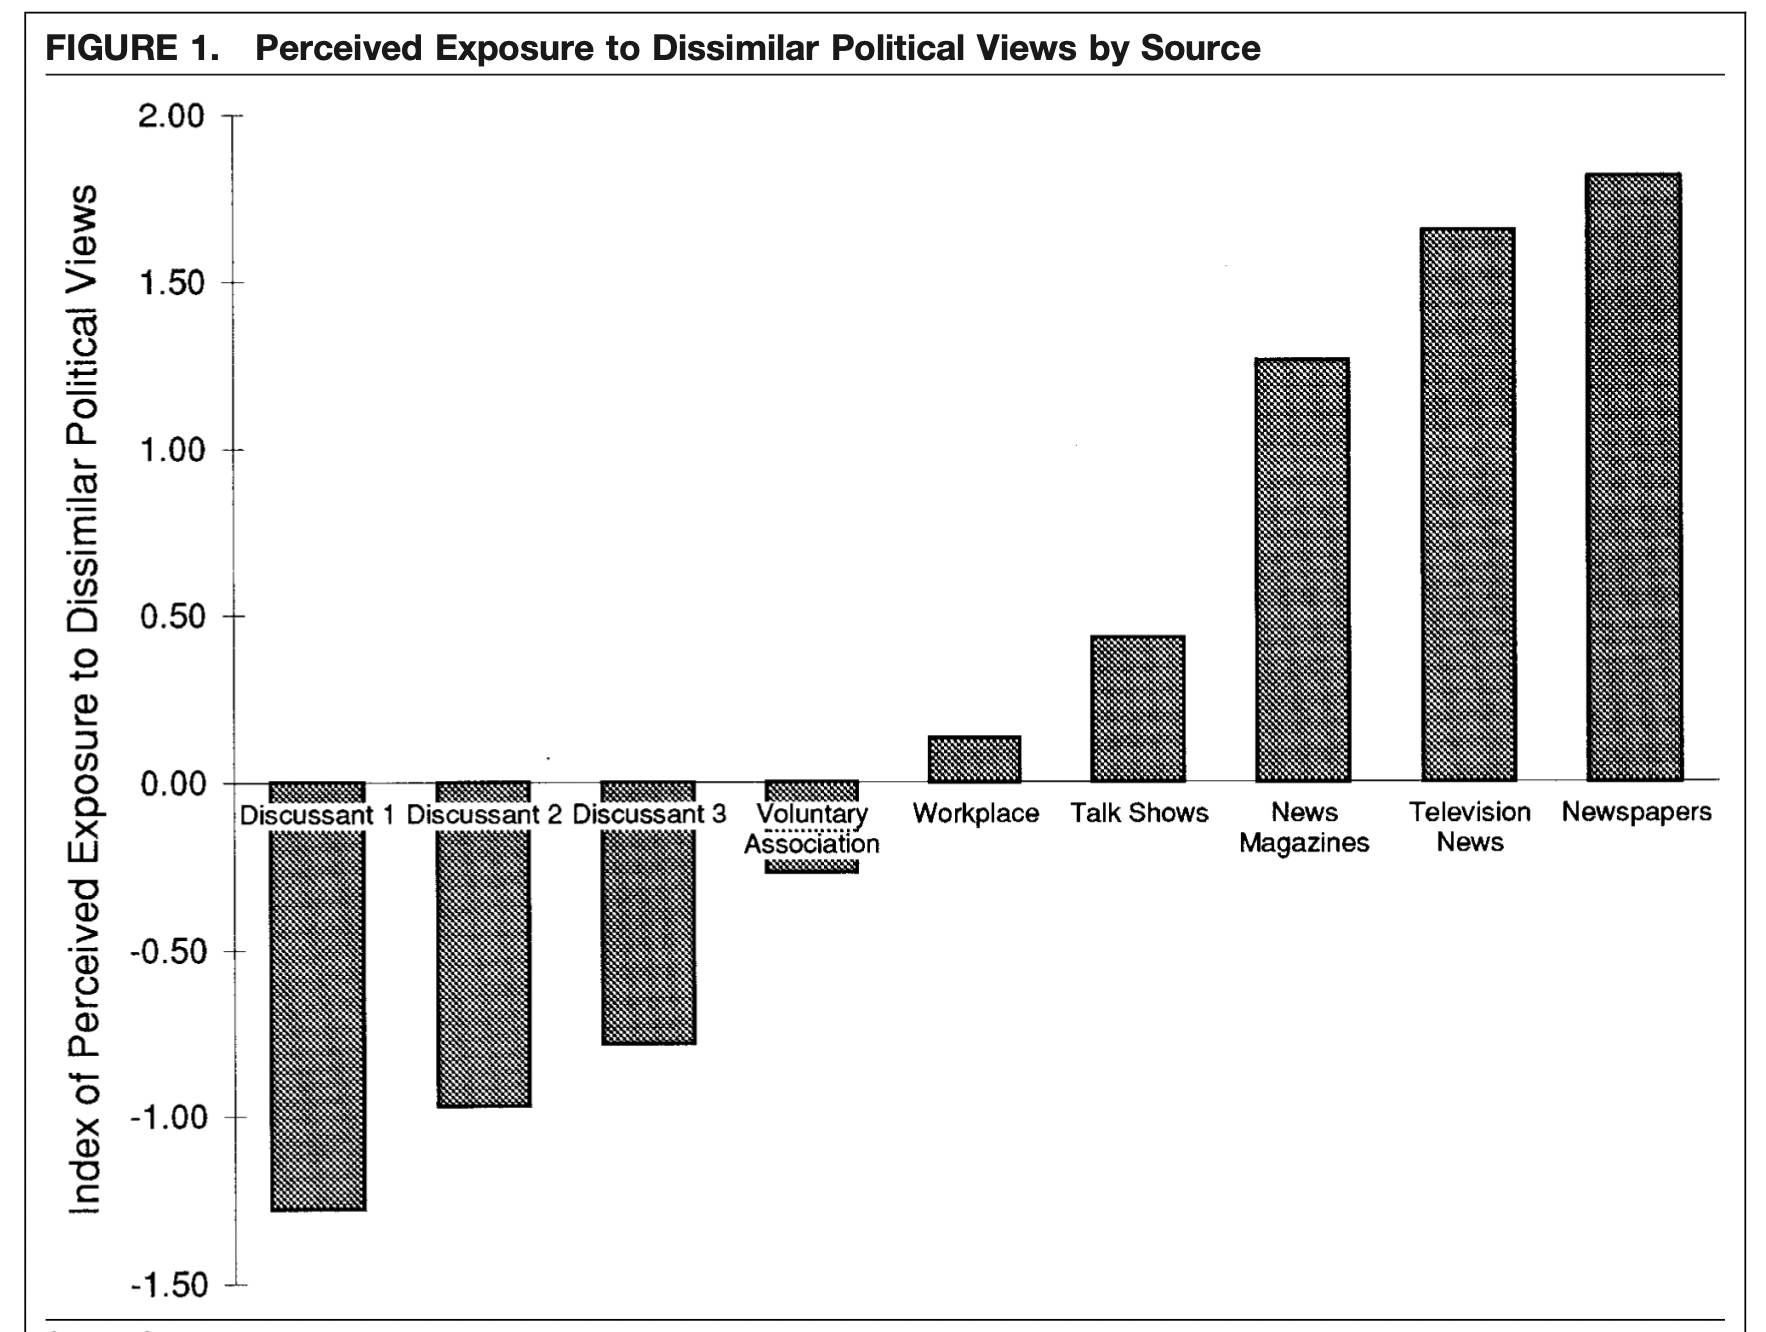 FIGURE 1. Perceived Exposure to Dissimilar Political Views by Source
Index of Perceived Exposure to Dissimilar Political Views
2.00
1.50
1.00
0.50
0.00
-0.50
-1.00
-1.50
Discussant 1
Discussant 2
Discussant 3
Voluntary
Association
Workplace
Talk Shows
News
Magazines
Television
News
Newspapers